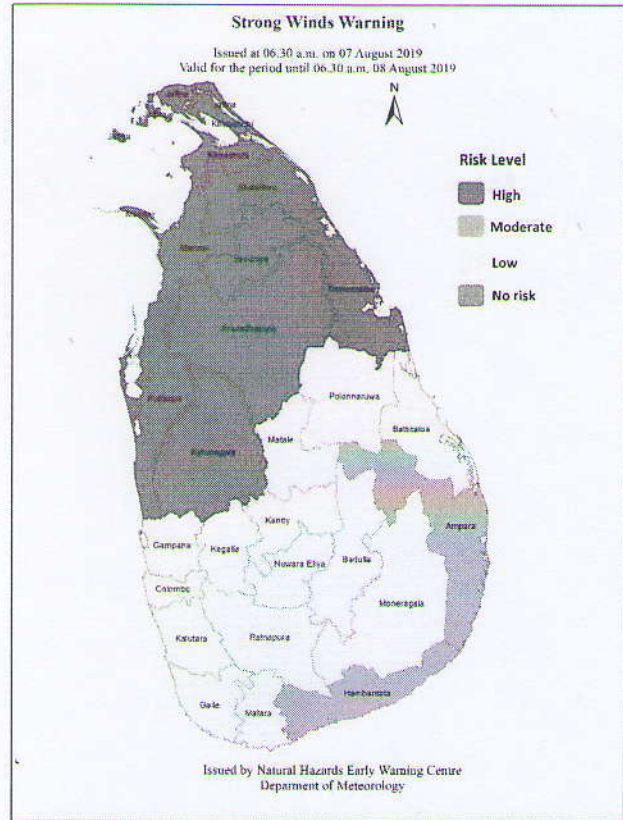 Strong Winds Warning
Issued at 06.30 a.m. on 07 August 2019
Valid for the period until 06.30 a.m. 08 August 2019
N
Risk Level
High
Moderate
Low
No risk
Jaffna
Mannar
Vavuniya
Trincomalee
Anuradhapura
Puttalam
Polonnaruwa
Kurunegala
Matale
Batticaloa
Ampara
Kandy
Gampaha
Kegalle
Nuwara Eliya
Badulla
Colombo
Moneragala
Kalutara
Ratnapura
Hambantota
Galle
Matara
Issued by Natural Hazards Early Warning Centre
Deparment of Meteorology